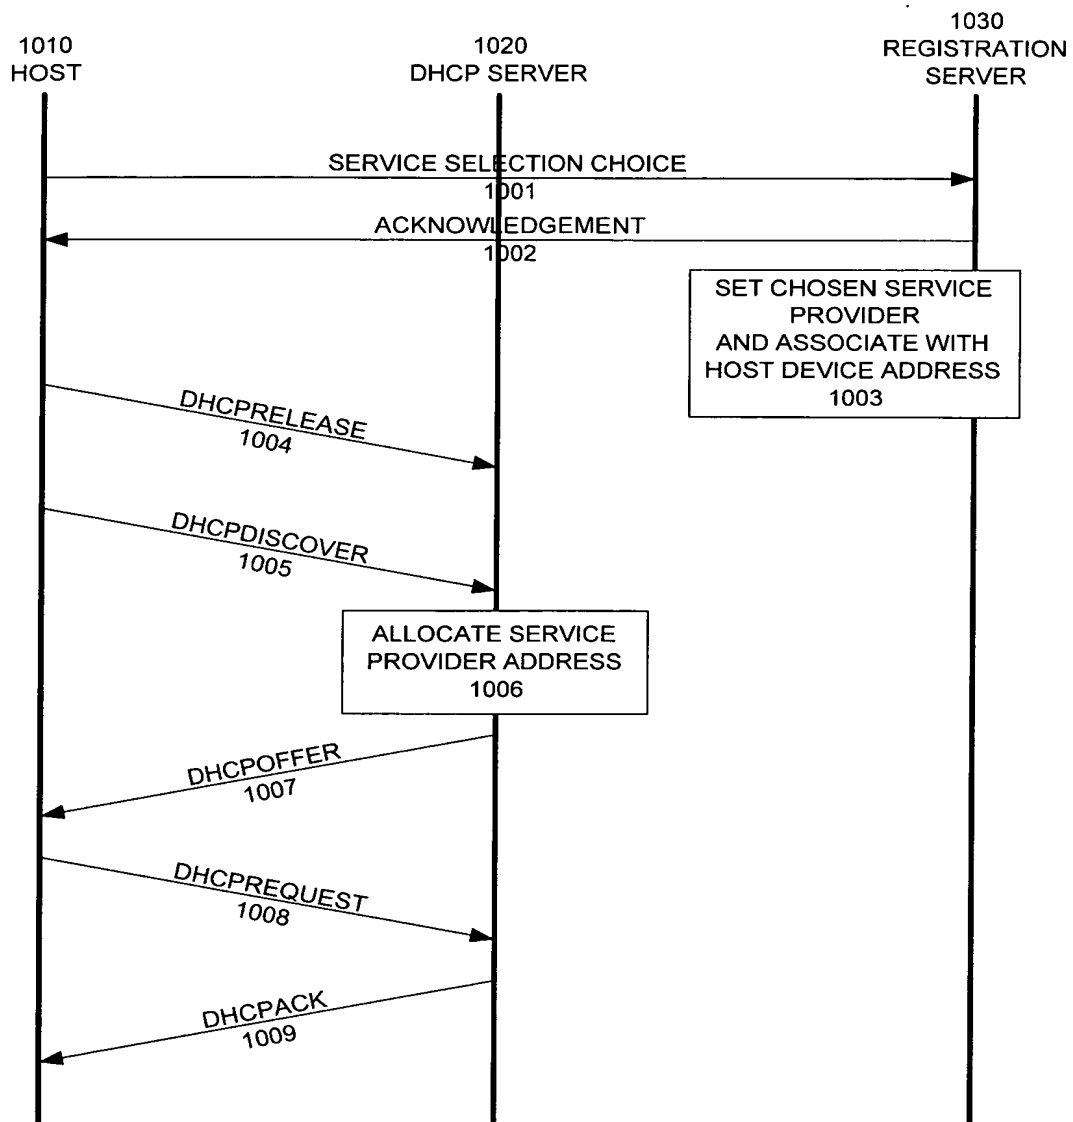 1010
HOST
1020
DHCP SERVER
1030
REGISTRATION
SERVER
SERVICE SELECTION CHOICE
1001
ACKNOWLEDGEMENT
1002
SET CHOSEN SERVICE
PROVIDER
AND ASSOCIATE WITH
HOST DEVICE ADDRESS
1003
DHCPRELEASE
1004
DHCPDISCOVER
1005
ALLOCATE SERVICE
PROVIDER ADDRESS
1006
DHCPOFFER
1007
DHCPREQUEST
1008
DHCPACK
1009